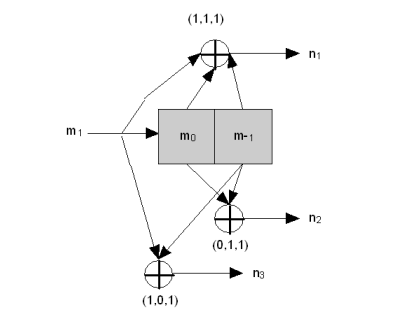 (1,1,1)
n₁
m₁
m₀
m-₁
n₂
(0,1,1)
n₃
(1,0,1)